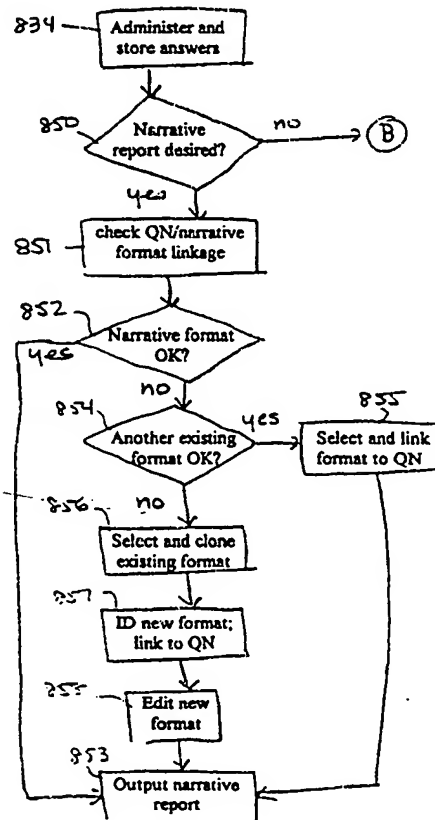 834
Administer and
store answers
850
Narrative
report desired?
no
B
yes
851
check QN/narrative
format linkage
852
Narrative format
OK?
yes
no
854
Another existing
format OK?
yes
855
Select and link
format to QN
no
856
Select and clone
existing format
857
ID new format;
link to QN
Edit new
format
853
Output narrative
report